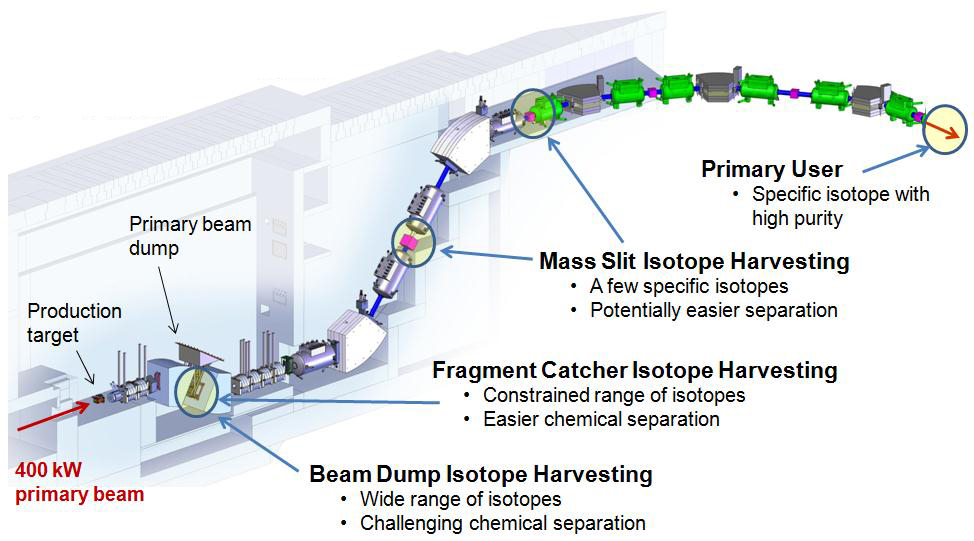 Primary User
• Specific isotope with
high purity
Primary beam
dump
Mass Slit Isotope Harvesting
• A few specific isotopes
• Potentially easier separation
Production
target
Fragment Catcher Isotope Harvesting
• Constrained range of isotopes
• Easier chemical separation
400 kW
primary beam
Beam Dump Isotope Harvesting
• Wide range of isotopes
• Challenging chemical separation